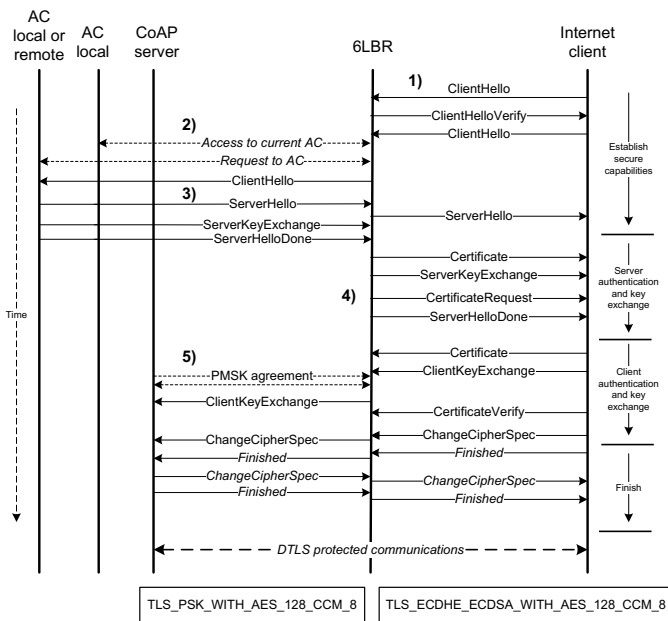 AC
local or
remote
AC
local
CoAP
server
6LBR
Internet
client
1)
ClientHello
ClientHelloVerify
2)
ClientHello
Access to current AC
Request to AC
Establish
secure
capabilities
ClientHello
3)
ServerHello
ServerHello
ServerKeyExchange
ServerHelloDone
Certificate
ServerKeyExchange
Server
authentication
and key
exchange
4)
CertificateRequest
ServerHelloDone
Time
5)
Certificate
PMSK agreement
ClientKeyExchange
Client
authentication
and key
exchange
ClientKeyExchange
CertificateVerify
ChangeCipherSpec
ChangeCipherSpec
Finished
Finished
ChangeCipherSpec
ChangeCipherSpec
Finished
Finished
Finish
DTLS protected communications
TLS_PSK_WITH_AES_128_CCM_8
TLS_ECDHE_ECDSA_WITH_AES_128_CCM_8